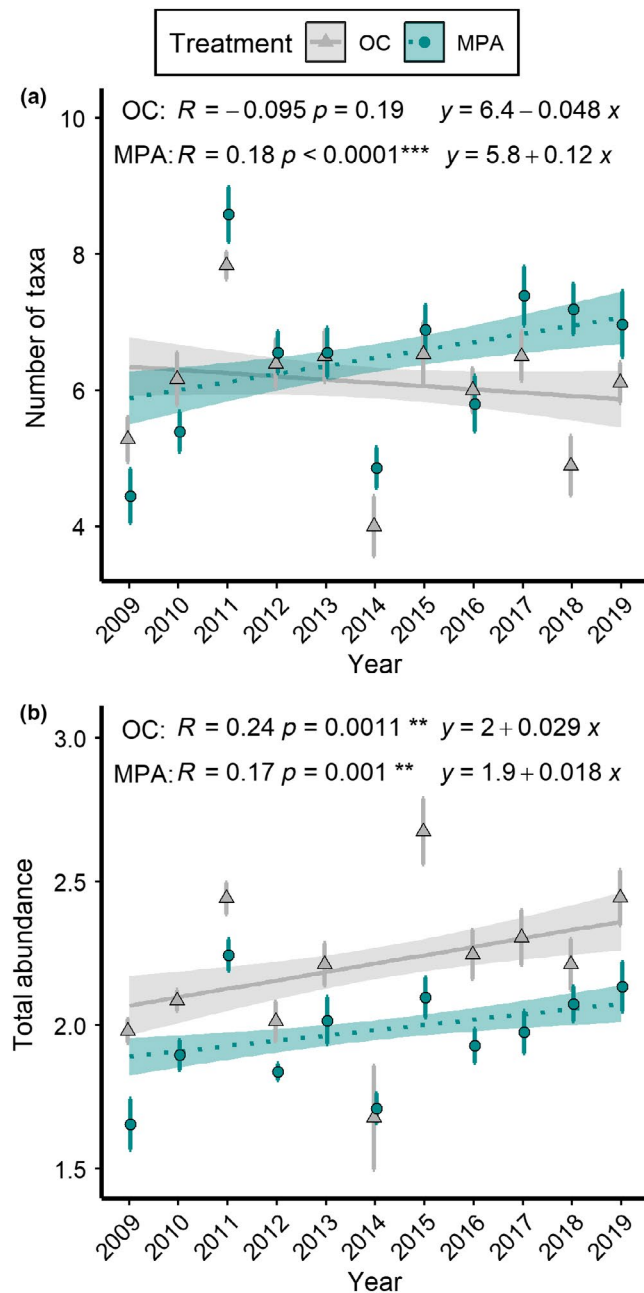 Treatment OC MPA
(a)
OC: R = −0.095 p = 0.19 y = 6.4 − 0.048 x
MPA: R = 0.18 p < 0.0001*** y = 5.8 + 0.12 x
10
8
6
4
Number of taxa
2009 2010 2011 2012 2013 2014 2015 2016 2017 2018 2019
Year
(b)
OC: R = 0.24 p = 0.0011 ** y = 2 + 0.029 x
MPA: R = 0.17 p = 0.001 ** y = 1.9 + 0.018 x
3.0
2.5
2.0
1.5
Total abundance
2009 2010 2011 2012 2013 2014 2015 2016 2017 2018 2019
Year